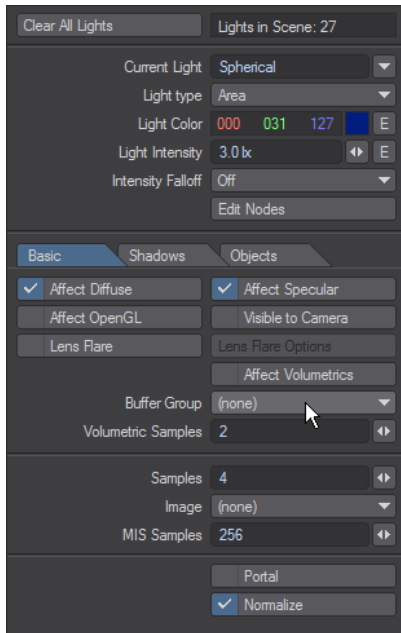 Clear All Lights Lights in Scene: 27
Current Light Spherical
Light type Area
Light Color 000 031 127 E
Light Intensity 3.0 lx E
Intensity Falloff Off
Edit Nodes
Basic Shadows Objects
Affect Diffuse Affect Specular
Affect OpenGL Visible to Camera
Lens Flare Lens Flare Options
Affect Volumetrics
Buffer Group (none)
Volumetric Samples 2
Samples 4
Image (none)
MIS Samples 256
Portal
Normalize